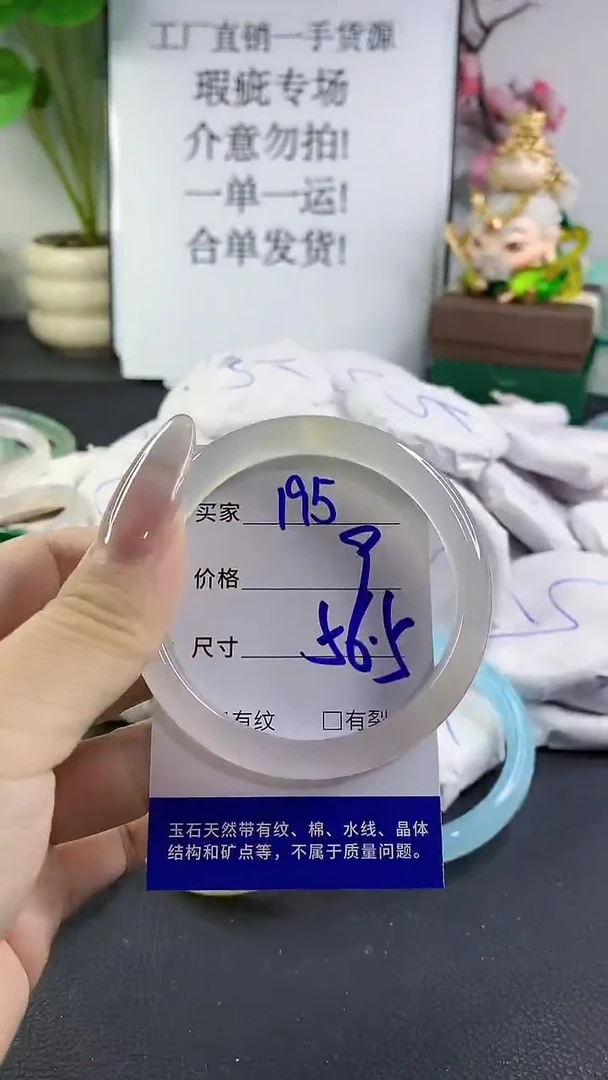 工厂直销一手货源
瑕疵专场
介意勿拍!
一单一运!
合单发货!
买家 195
价格
尺寸 56.5
有纹 □有裂
玉石天然带有纹、棉、水线、晶体
结构和矿点等，不属于质量问题。